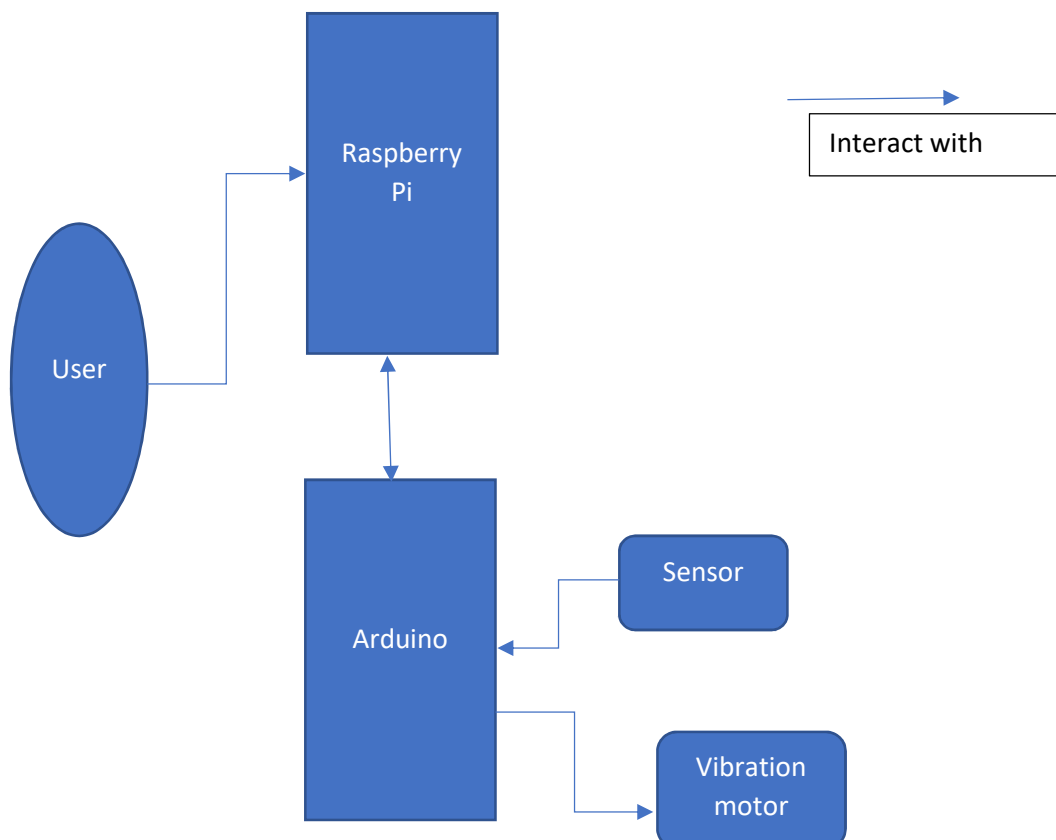 Raspberry
Pi
Interact with
User
Sensor
Arduino
Vibration
motor